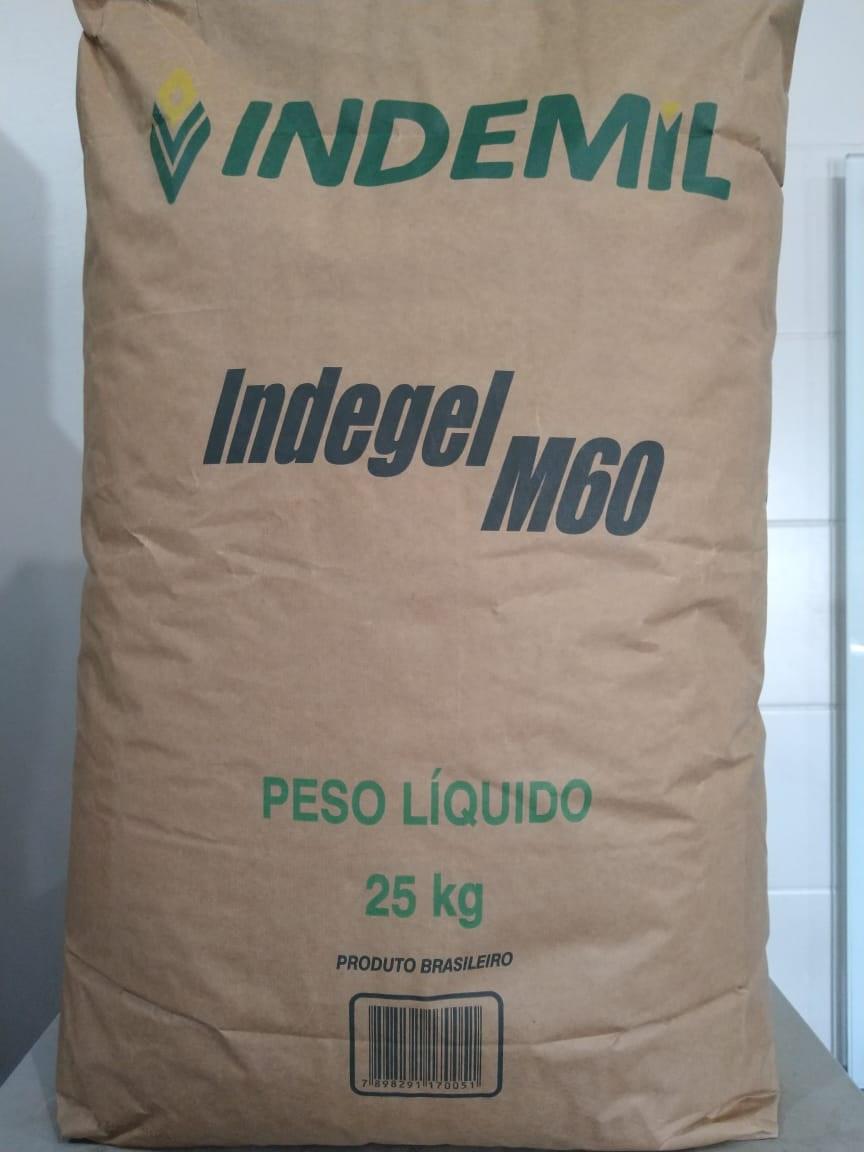 INDEMIL
Indegel
M60
PESO LÍQUIDO
25 kg
PRODUTO BRASILEIRO
7 898291 170051